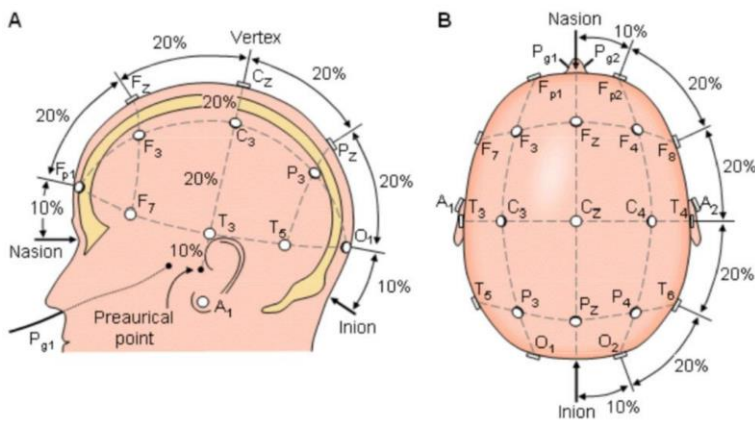 A
20%
Vertex
Fz
Cz
20%
20%
20%
Fp1
F3
C3
Pz
20%
P3
20%
10%
F7
T3
T5
O1
Nasion
10%
10%
Preaurical
point
A1
Pg1
Inion
B
Nasion
Pg1
Pg2
10%
Fp1
Fp2
20%
F7
F3
Fz
F4
F8
20%
A1
T3
C3
Cz
C4
T4
A2
20%
T5
P3
Pz
P4
T6
O1
O2
20%
10%
Inion